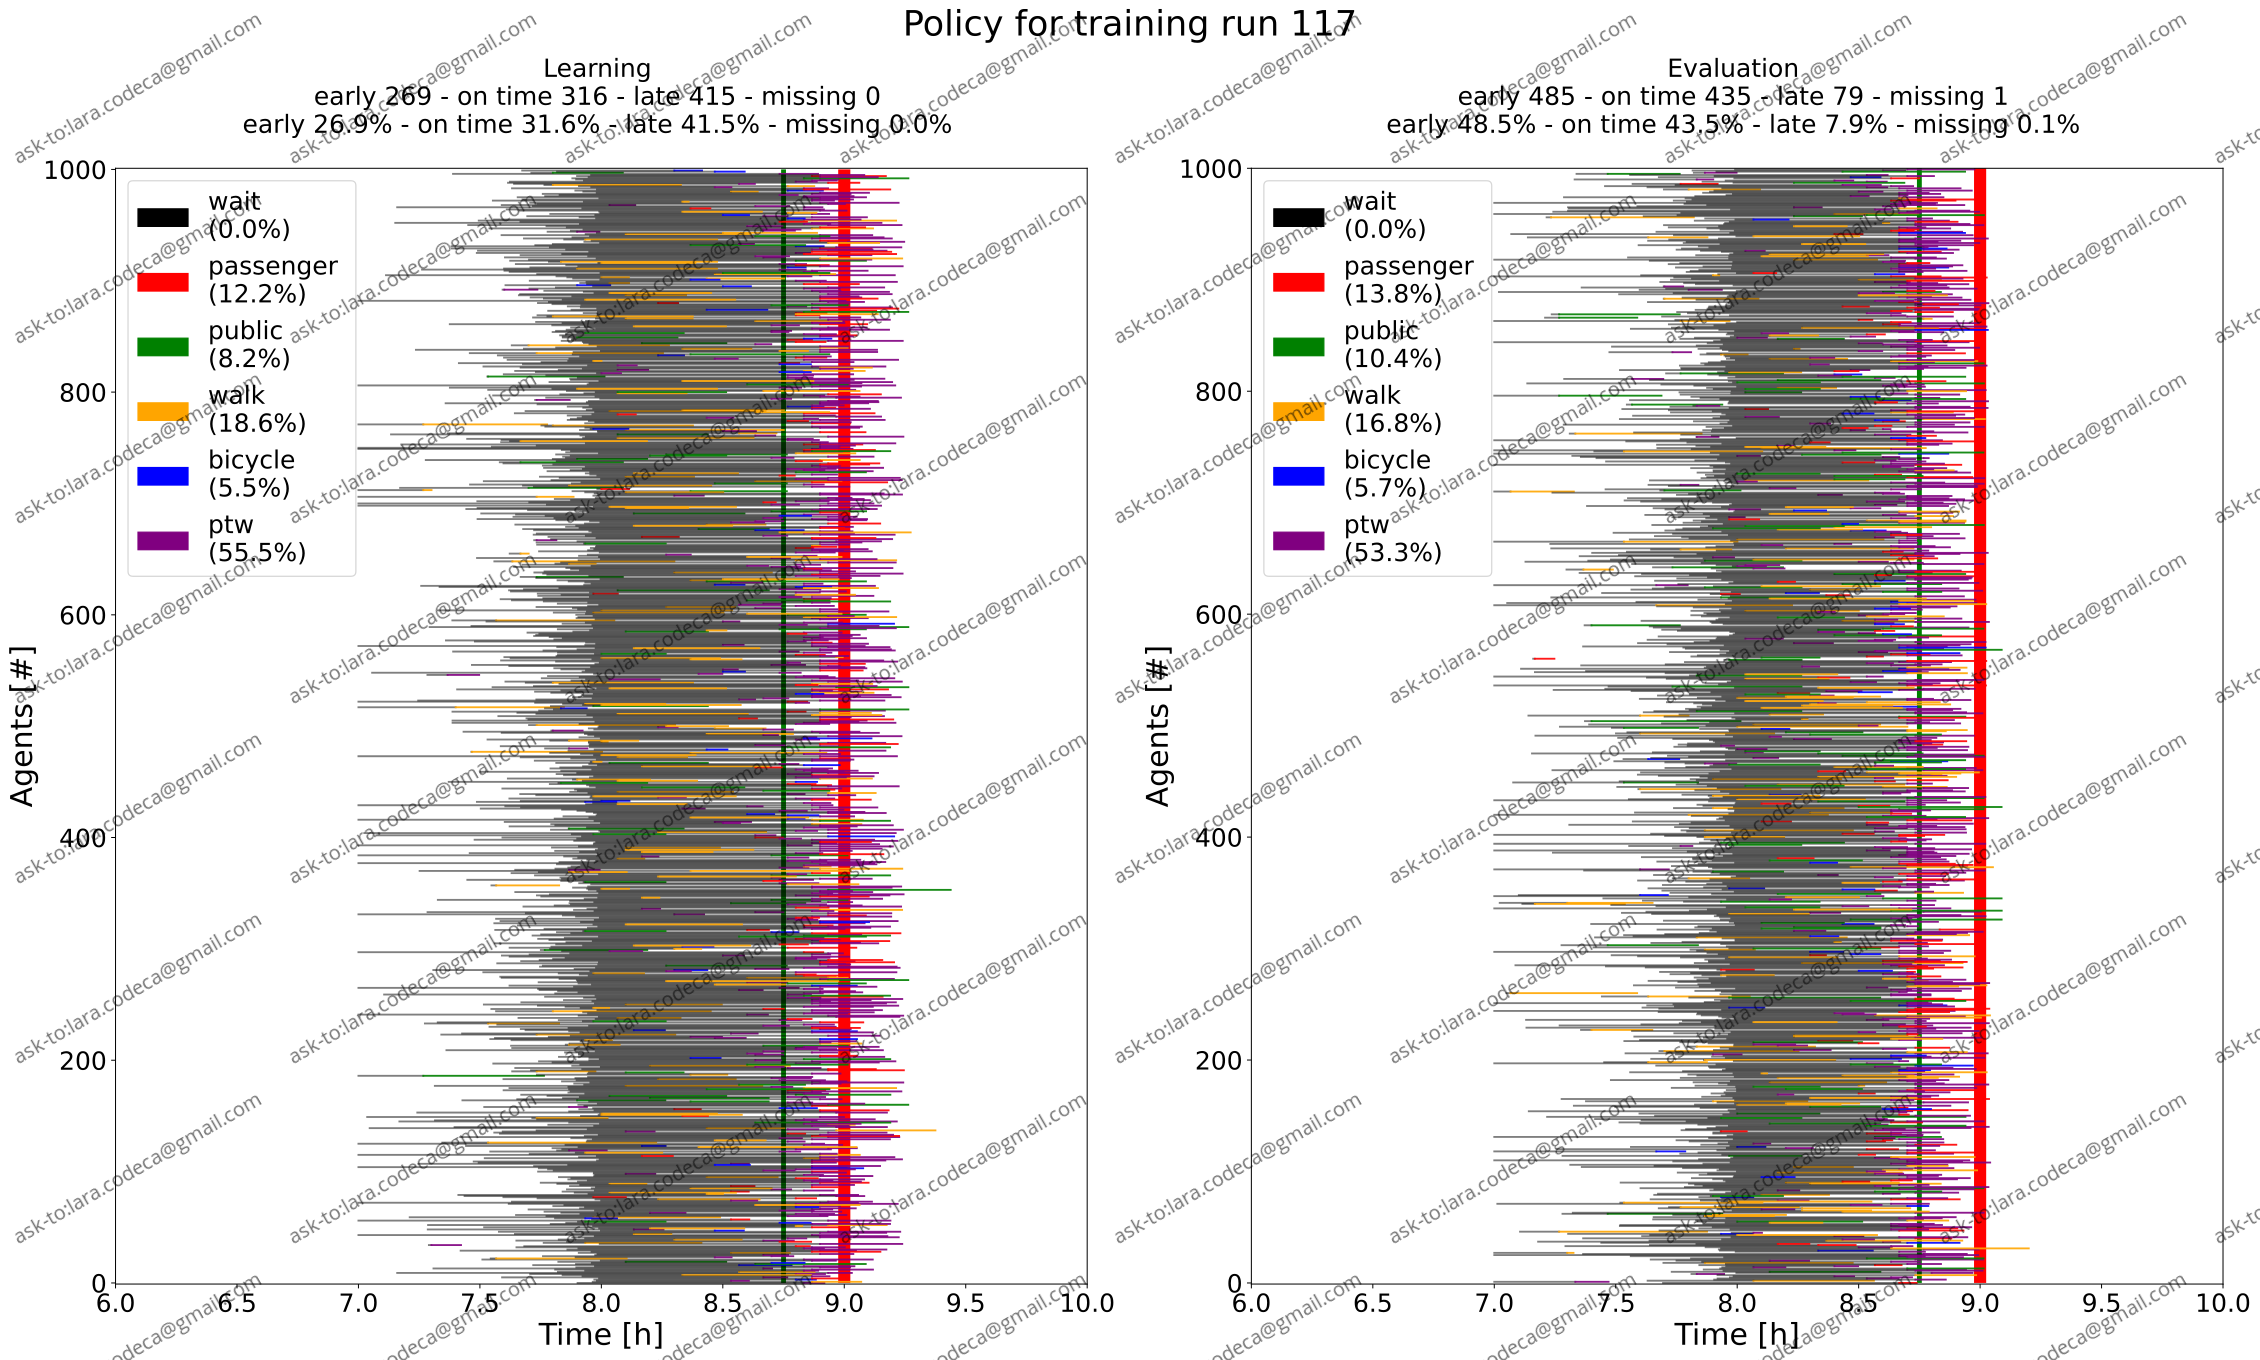 Policy for training run 117
Learning
early 269 - on time 316 - late 415 - missing 0
early 26.9% - on time 31.6% - late 41.5% - missing 0.0%
wait
(0.0%)
passenger
(12.2%)
public
(8.2%)
walk
(18.6%)
bicycle
(5.5%)
ptw
(55.5%)
Agents [#]
1000
800
600
400
200
0
6.0 6.5 7.0 7.5 8.0 8.5 9.0 9.5 10.0
Time [h]
Evaluation
early 485 - on time 435 - late 79 - missing 1
early 48.5% - on time 43.5% - late 7.9% - missing 0.1%
wait
(0.0%)
passenger
(13.8%)
public
(10.4%)
walk
(16.8%)
bicycle
(5.7%)
ptw
(53.3%)
Agents [#]
1000
800
600
400
200
0
6.0 6.5 7.0 7.5 8.0 8.5 9.0 9.5 10.0
Time [h]
ask-to:lara.codeca@gmail.com